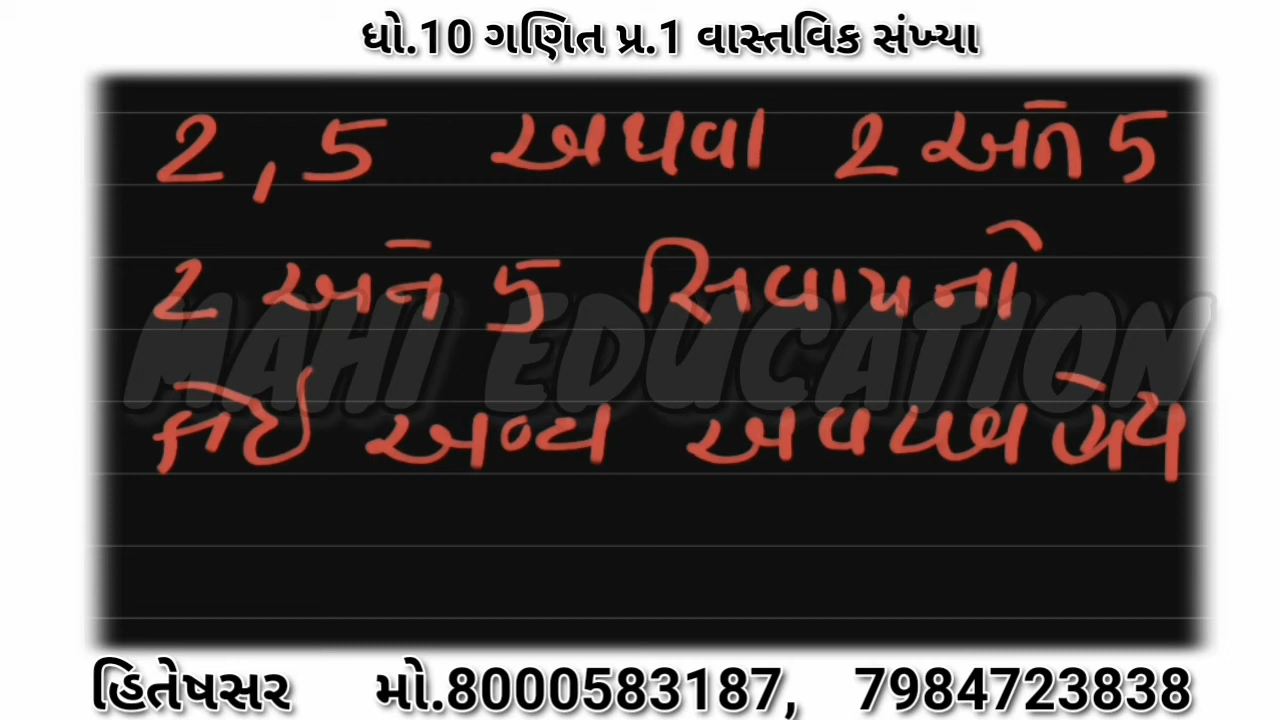 ધો.10 ગણિત પ્ર.1 વાસ્તવિક સંખ્યા
2, 5 અથવા 2 અને 5
2 અને 5 સિવાયનો
MAHI EDUCATION
કોઈ અન્ય અવયવ હોય
હિતેષસર મો.8000583187, 7984723838